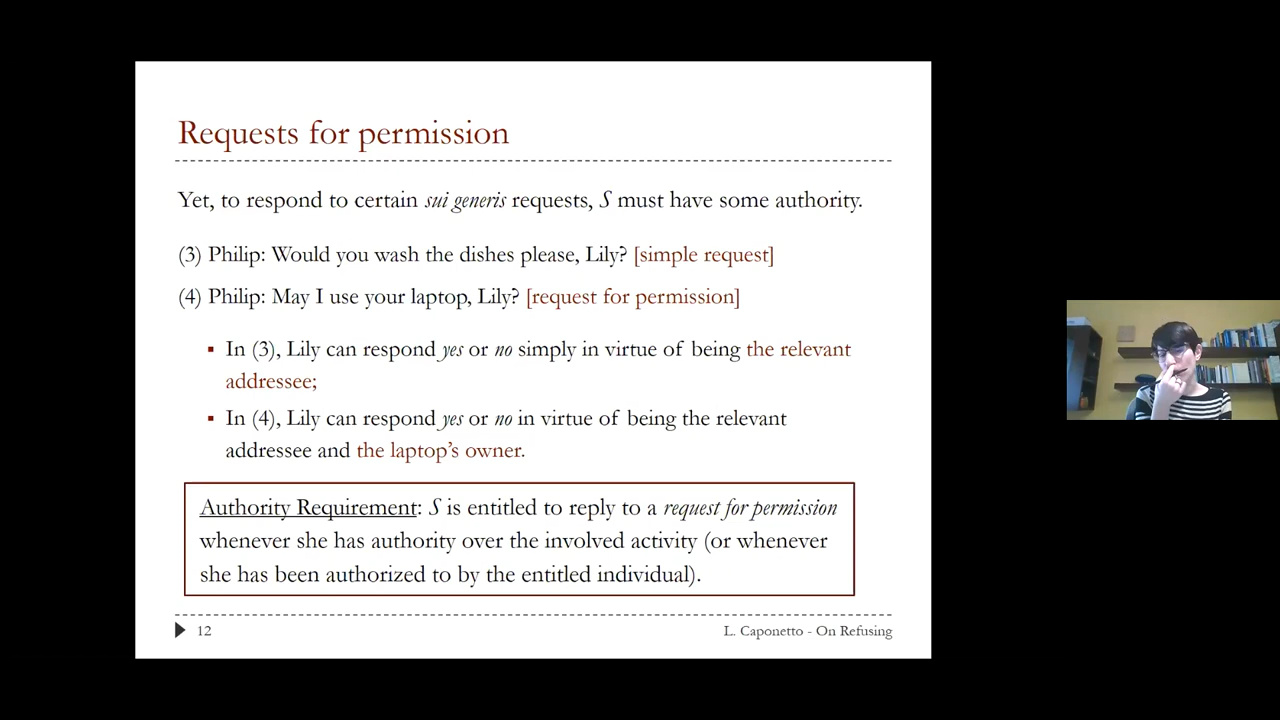 Requests for permission
Yet, to respond to certain sui generis requests, S must have some authority.
(3) Philip: Would you wash the dishes please, Lily? [simple request]
(4) Philip: May I use your laptop, Lily? [request for permission]
▪ In (3), Lily can respond yes or no simply in virtue of being the relevant
addressee;
▪ In (4), Lily can respond yes or no in virtue of being the relevant
addressee and the laptop's owner.
Authority Requirement: S is entitled to reply to a request for permission
whenever she has authority over the involved activity (or whenever
she has been authorized to by the entitled individual).
12
L. Caponetto - On Refusing